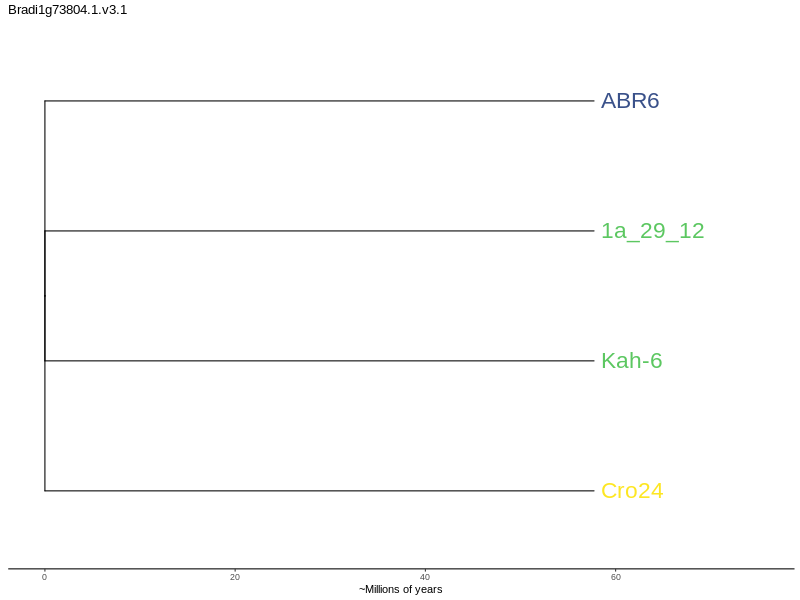 Bradi1g73804.1.v3.1
ABR6
1a_29_12
Kah-6
Cro24
0 20 40 60
~Millions of years